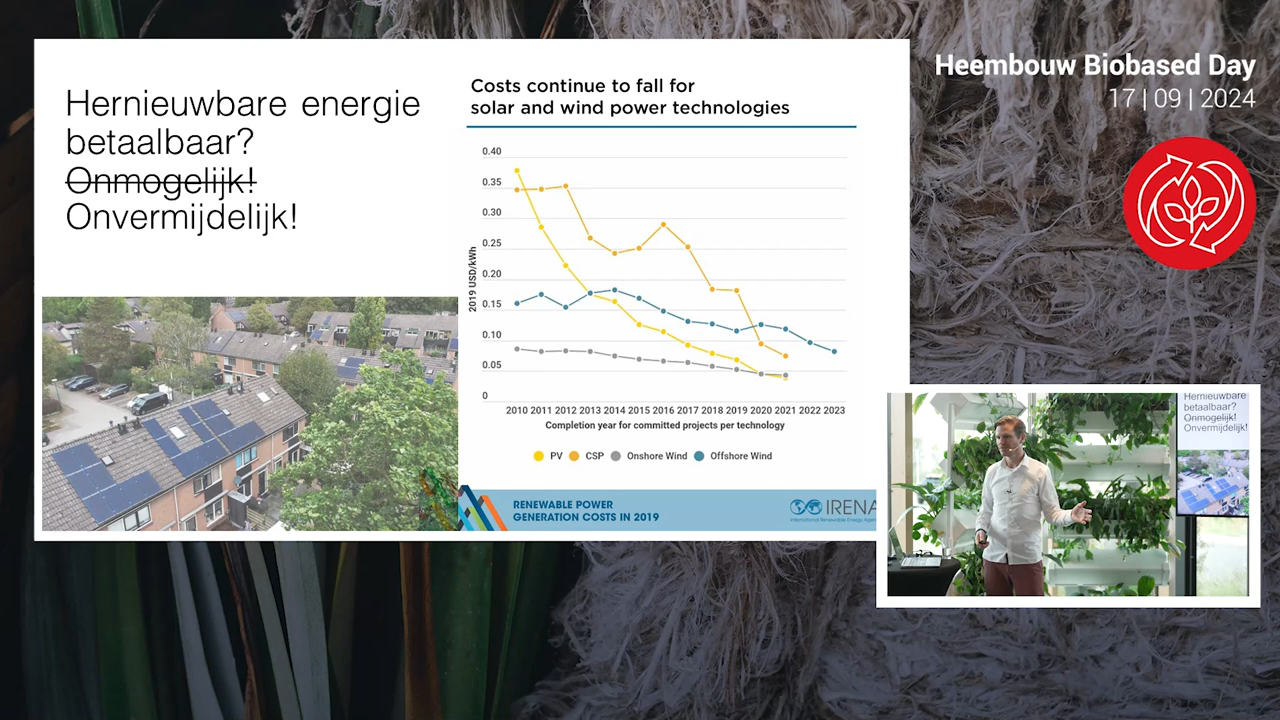 Hernieuwbare energie
betaalbaar?
Onmogelijk!
Onvermijdelijk!
Costs continue to fall for
solar and wind power technologies
0.40
0.35
0.30
0.25
0.20
0.15
0.10
0.05
0
2019 USD/kWh
2010 2011 2012 2013 2014 2015 2016 2017 2018 2019 2020 2021 2022 2023
Completion year for committed projects per technology
PV CSP Onshore Wind Offshore Wind
RENEWABLE POWER
GENERATION COSTS IN 2019
IRENA
International Renewable Energy
Heembouw Biobased Day
17 | 09 | 2024
Hernieuwbare
betaalbaar?
Onmogelijk!
Onvermijdelijk!